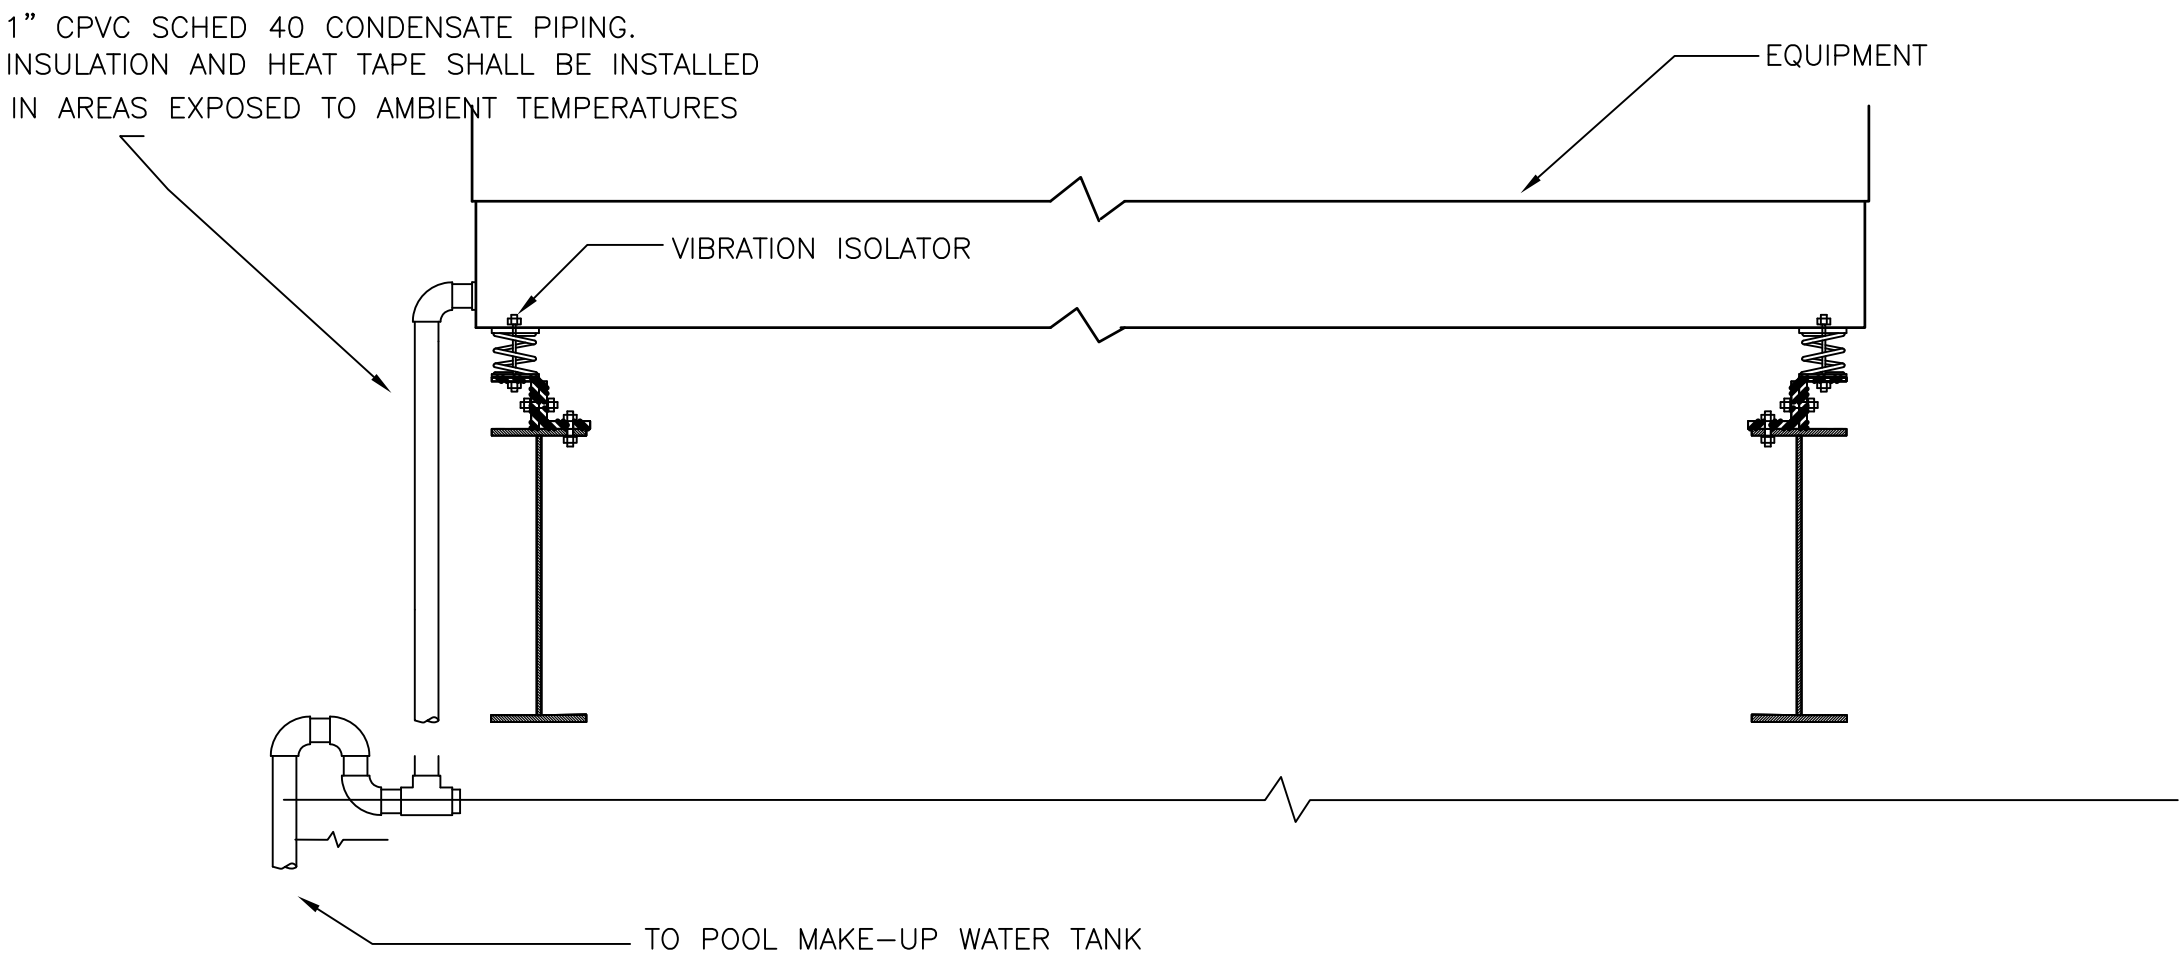 1” CPVC SCHED 40 CONDENSATE PIPING.
INSULATION AND HEAT TAPE SHALL BE INSTALLED
IN AREAS EXPOSED TO AMBIENT TEMPERATURES
EQUIPMENT
VIBRATION ISOLATOR
TO POOL MAKE-UP WATER TANK